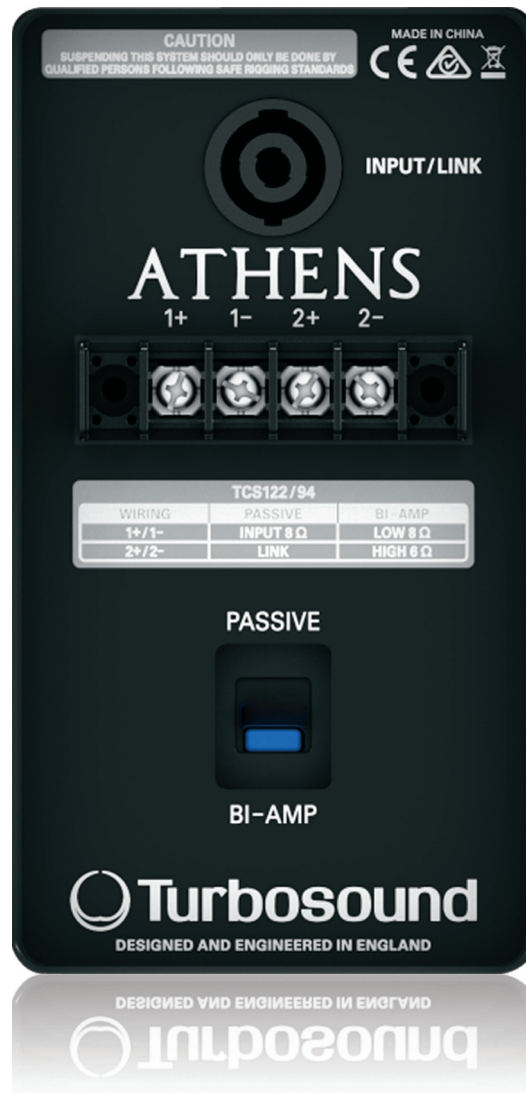 CAUTION
SUSPENDING THIS SYSTEM SHOULD ONLY BE DONE BY
QUALIFIED PERSONS FOLLOWING SAFE RIGGING STANDARDS
MADE IN CHINA
CE
INPUT/LINK
ATHENS
1+ 1- 2+ 2-
TCS122/94
WIRING PASSIVE BI-AMP
1+/1- INPUT 8 Ω LOW 8 Ω
2+/2- LINK HIGH 6 Ω
PASSIVE
BI-AMP
Turbosound
DESIGNED AND ENGINEERED IN ENGLAND